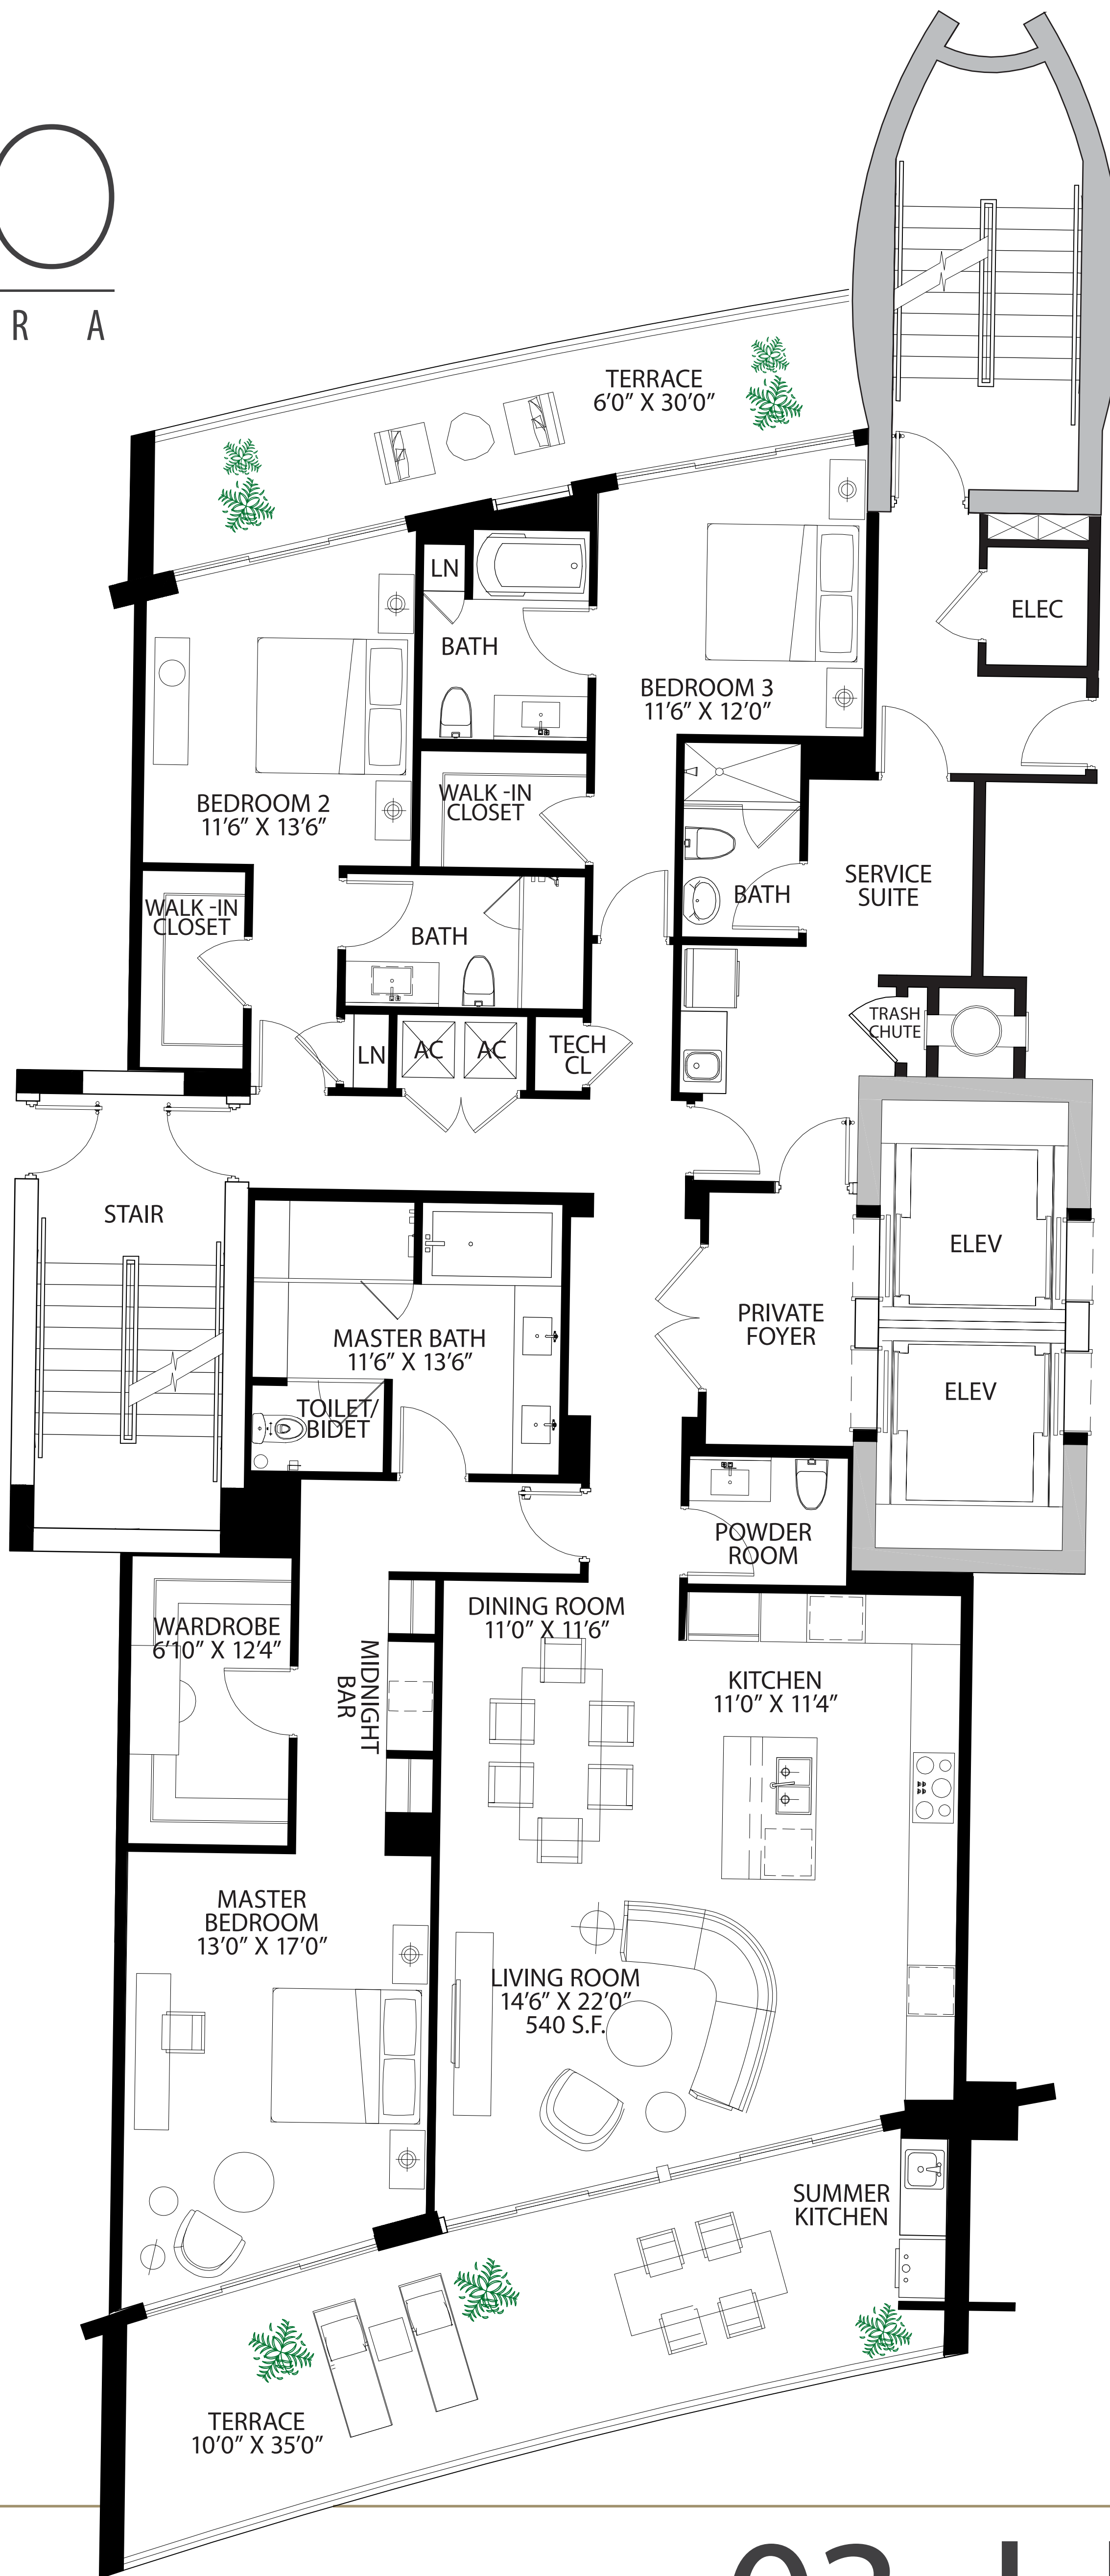 R A
TERRACE
6'0" X 30'0"
LN
BATH
ELEC
BEDROOM 3
11'6" X 12'0"
BEDROOM 2
11'6" X 13'6"
WALK -IN
CLOSET
WALK -IN
CLOSET
BATH
BATH
SERVICE
SUITE
TRASH
CHUTE
LN
AC
AC
TECH
CL
STAIR
ELEV
PRIVATE
FOYER
MASTER BATH
11'6" X 13'6"
ELEV
TOILET/
BIDET
POWDER
ROOM
DINING ROOM
11'0" X 11'6"
WARDROBE
6'10" X 12'4"
MIDNIGHT
BAR
KITCHEN
11'0" X 11'4"
MASTER
BEDROOM
13'0" X 17'0"
LIVING ROOM
14'6" X 22'0"
540 S.F.
SUMMER
KITCHEN
TERRACE
10'0" X 35'0"